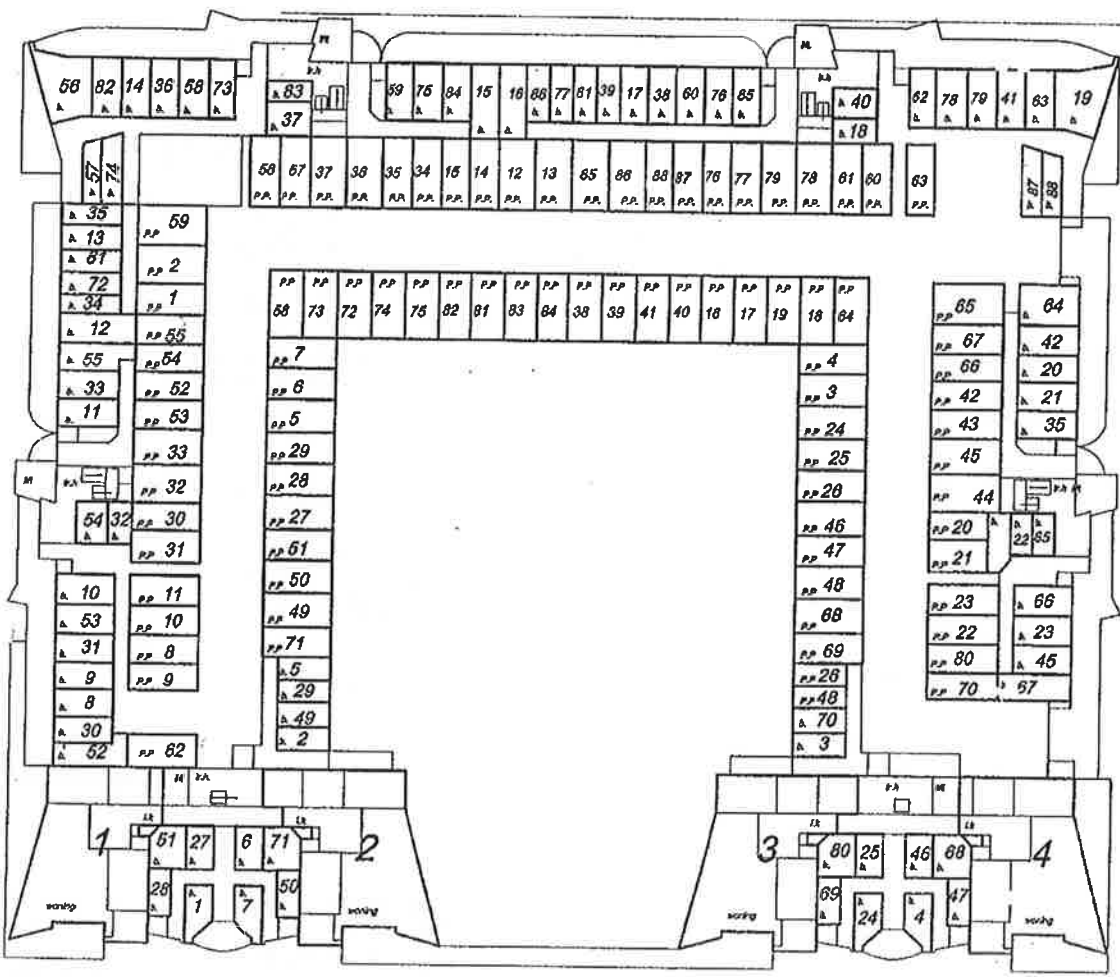 M
M.
t.h
t.h
56 82 14 36 58 73
b. b. b. b. b. b.
b. 83
37
b.
59 75 84 15 16 86 77 81 39 17 38 60 76 85
b. b. b. b. b. b. b. b. b. b. b. b. b. b.
b. 40
b. 18
62 78 79 41 63 19
b. b. b. b. b. b.
57 74
b. b.
87 88
b. b.
58 57 37 36 35 34 15 14 12 13 85 86 88 87 76 77 79 78 61 60 63
P.P. P.P. P.P. P.P. P.P. P.P. P.P. P.P. P.P. P.P. P.P. P.P. P.P. P.P. P.P. P.P. P.P. P.P. P.P. P.P. P.P.
b. 35
b. 13
b. 61
b. 72
b. 34
b. 12
b. 55
b. 33
b. 11
P.P 59
P.P 2
P.P 1
P.P 55
P.P 54
P.P 52
P.P 53
P.P 33
P.P 32
P.P 30
P.P 31
P.P P.P P.P P.P P.P P.P P.P P.P P.P P.P P.P P.P P.P P.P P.P P.P P.P P.P
56 73 72 74 75 82 81 83 84 38 39 41 40 16 17 19 18 64
P.P 7
P.P 6
P.P 5
P.P 29
P.P 28
P.P 27
P.P 51
P.P 50
P.P 49
P.P 71
b. 5
b. 29
b. 49
b. 2
P.P 4
P.P 3
P.P 24
P.P 25
P.P 26
P.P 46
P.P 47
P.P 48
P.P 68
P.P 69
P.P 26
P.P 48
b. 70
b. 3
P.P 65
P.P 67
P.P 66
P.P 42
P.P 43
P.P 45
P.P 44
P.P 20
P.P 21
b. 64
b. 42
b. 20
b. 21
b. 35
M
t.h
t.h M
54 32
b. b.
b.
b. b.
22 65
b. 10
b. 53
b. 31
b. 9
b. 8
b. 30
b. 52
P.P 11
P.P 10
P.P 8
P.P 9
P.P 62
P.P 23
P.P 22
P.P 80
P.P 70
b. 66
b. 23
b. 45
b. 67
M t.h
t.h M
l.k
l.k
l.k
l.k
1
2
3
4
51 27 6 71
b. b. b. b.
28
b.
b.
1
b.
7
50
b.
80 25 46 68
b. b. b. b.
69
b.
b.
24
b.
4
47
b.
woning
woning
woning
woning